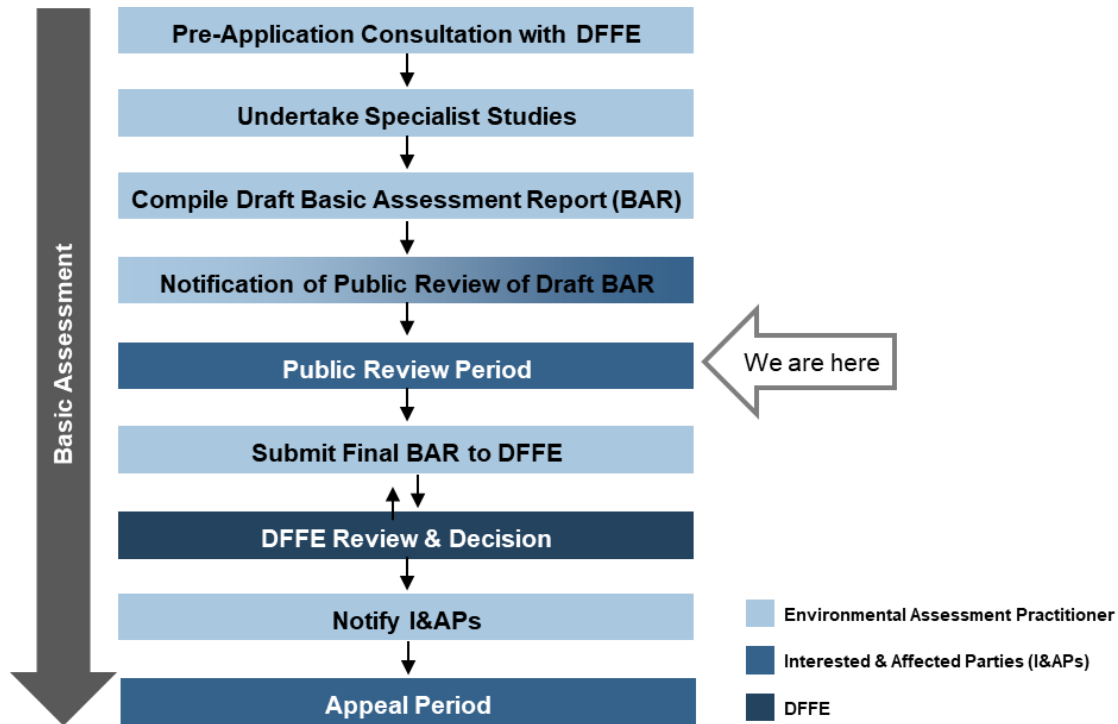 Pre-Application Consultation with DFFE
Undertake Specialist Studies
Compile Draft Basic Assessment Report (BAR)
Notification of Public Review of Draft BAR
Public Review Period
We are here
Submit Final BAR to DFFE
DFFE Review & Decision
Notify I&APs
Appeal Period
Basic Assessment
Environmental Assessment Practitioner
Interested & Affected Parties (I&APs)
DFFE